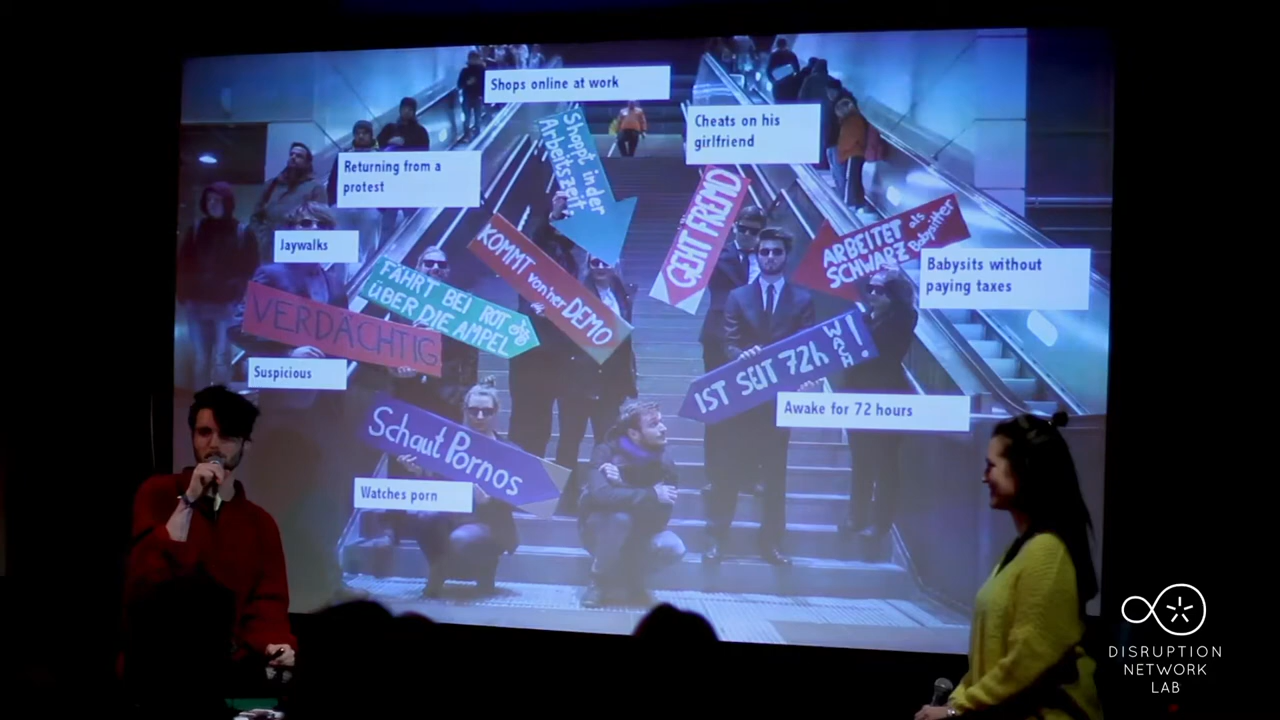 Shops online at work
Shoppt in der
Arbeitszeit
Cheats on his
girlfriend
Returning from a
protest
GEHT FREMD
ARBEITET als
SCHWARZ Babysitter
Jaywalks
KOMMT von'ner DEMO
Babysits without
paying taxes
FÄHRT BEI ROT
ÜBER DIE AMPEL
VERDÄCHTIG
IST SEIT 72h WACH!
Suspicious
Awake for 72 hours
Schaut Pornos
Watches porn
DISRUPTION
NETWORK
LAB